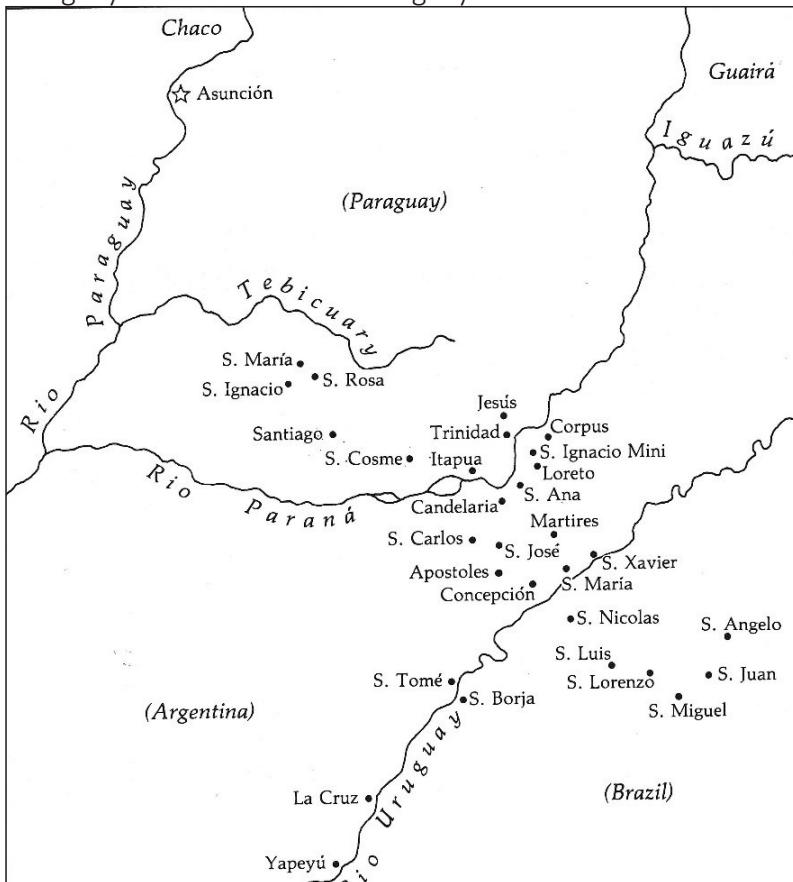 Chaco
Guairá
Asunción
Iguazú
(Paraguay)
Rio Paraguay
Tebicuary
S. María
S. Rosa
S. Ignacio
Jesús
Santiago
Trinidad
Corpus
S. Cosme
Itapua
S. Ignacio Mini
Loreto
Rio Paraná
Candelaria
S. Ana
Martires
S. Carlos
S. José
S. Xavier
Apostoles
S. María
Concepción
S. Nicolas
S. Angelo
S. Luis
S. Tomé
S. Lorenzo
S. Juan
S. Borja
S. Miguel
(Argentina)
(Brazil)
La Cruz
Rio Uruguay
Yapeyú